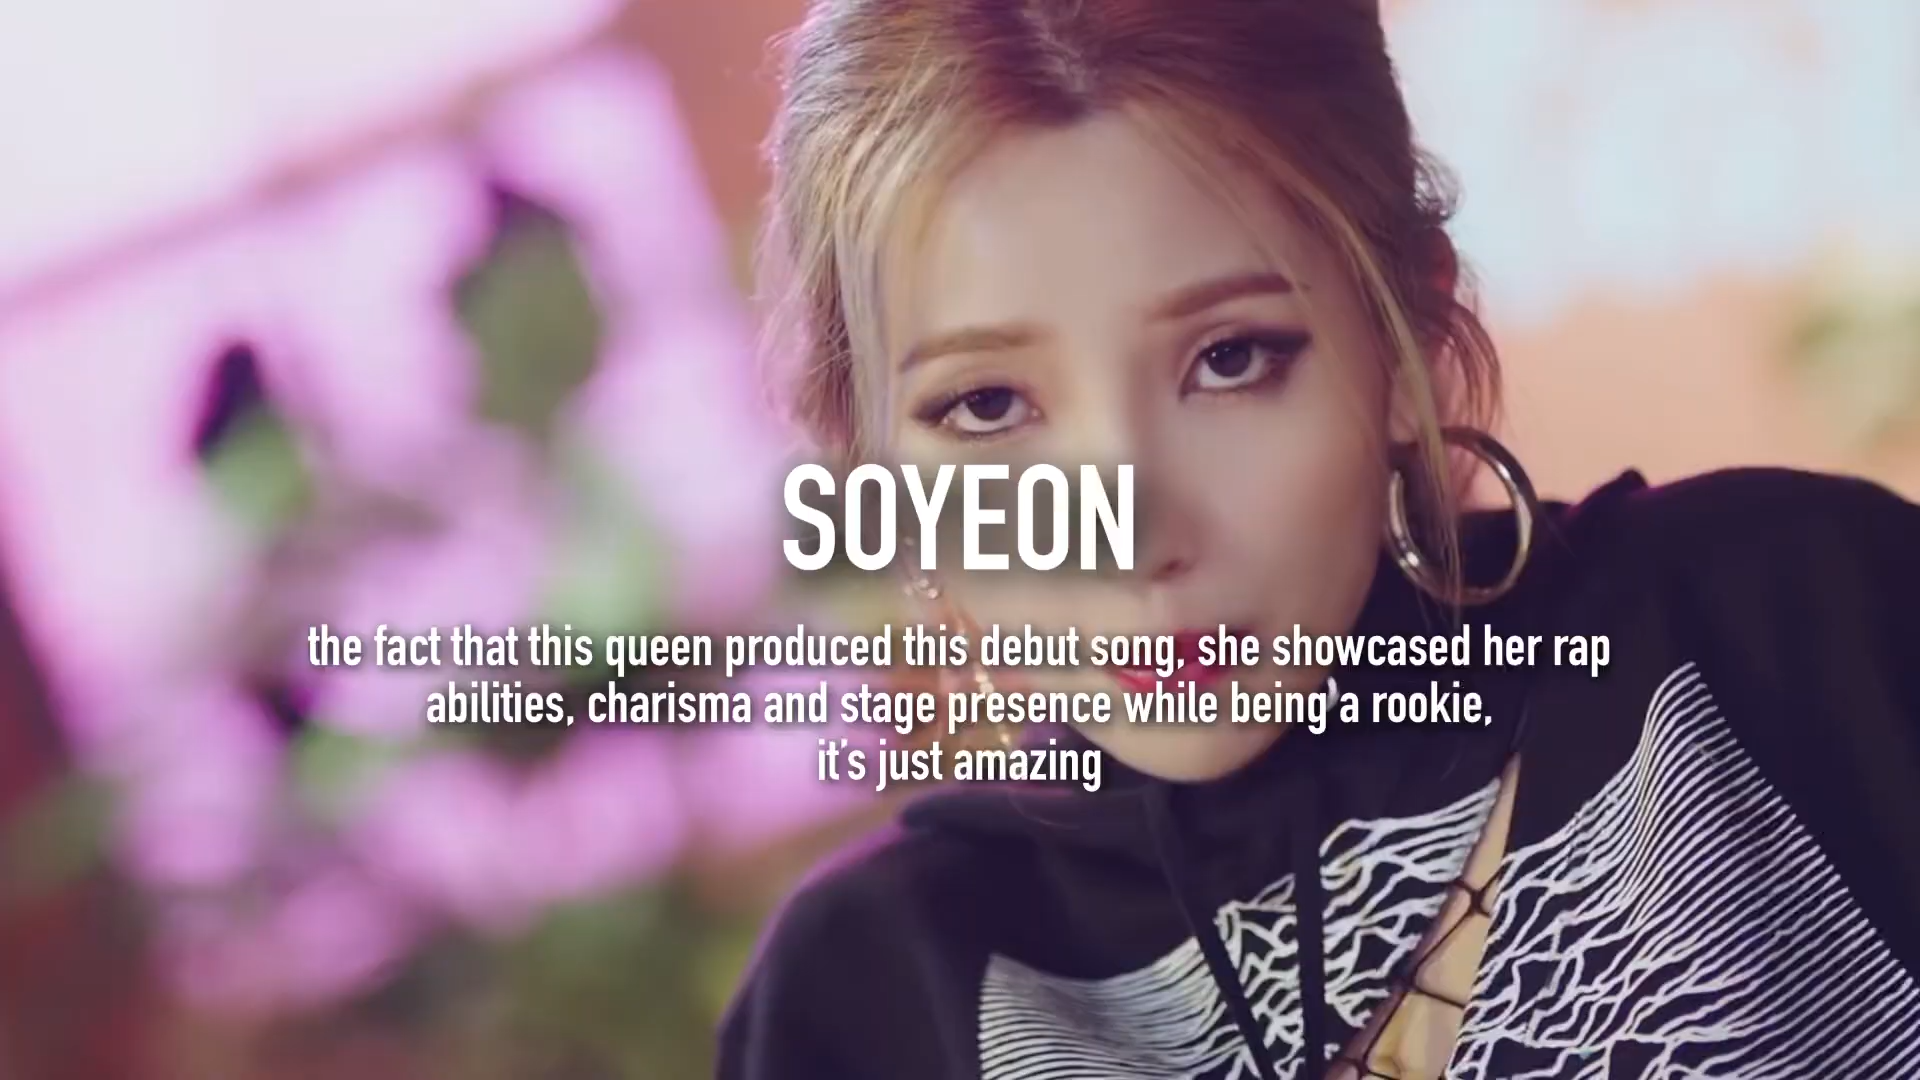 SOYEON
the fact that this queen produced this debut song, she showcased her rap
abilities, charisma and stage presence while being a rookie,
it's just amazing